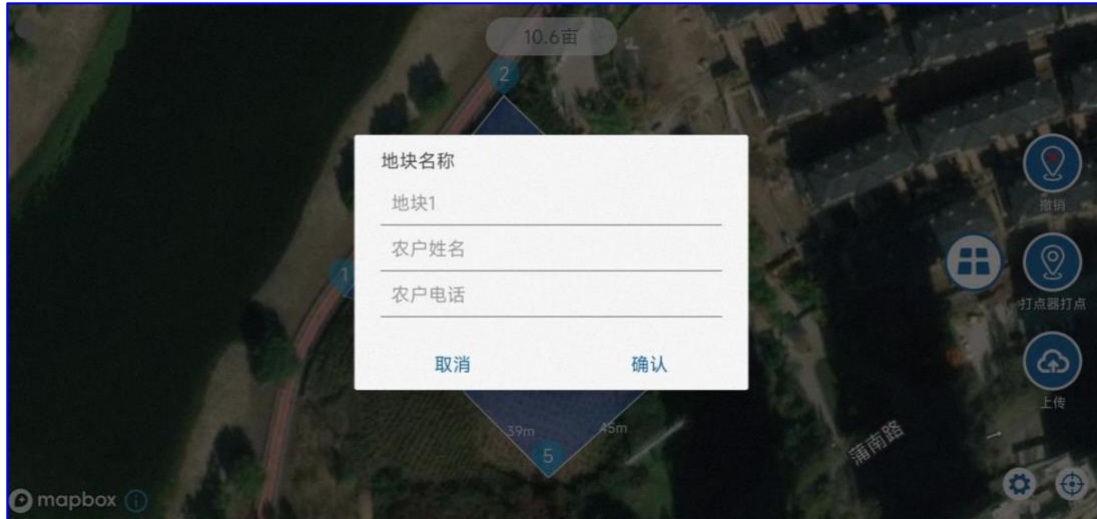 10.6亩
2
地块名称
地块1
农户姓名
农户电话
取消
确认
1
撤销
打点器打点
上传
39m
45m
5
蒲南路
mapbox